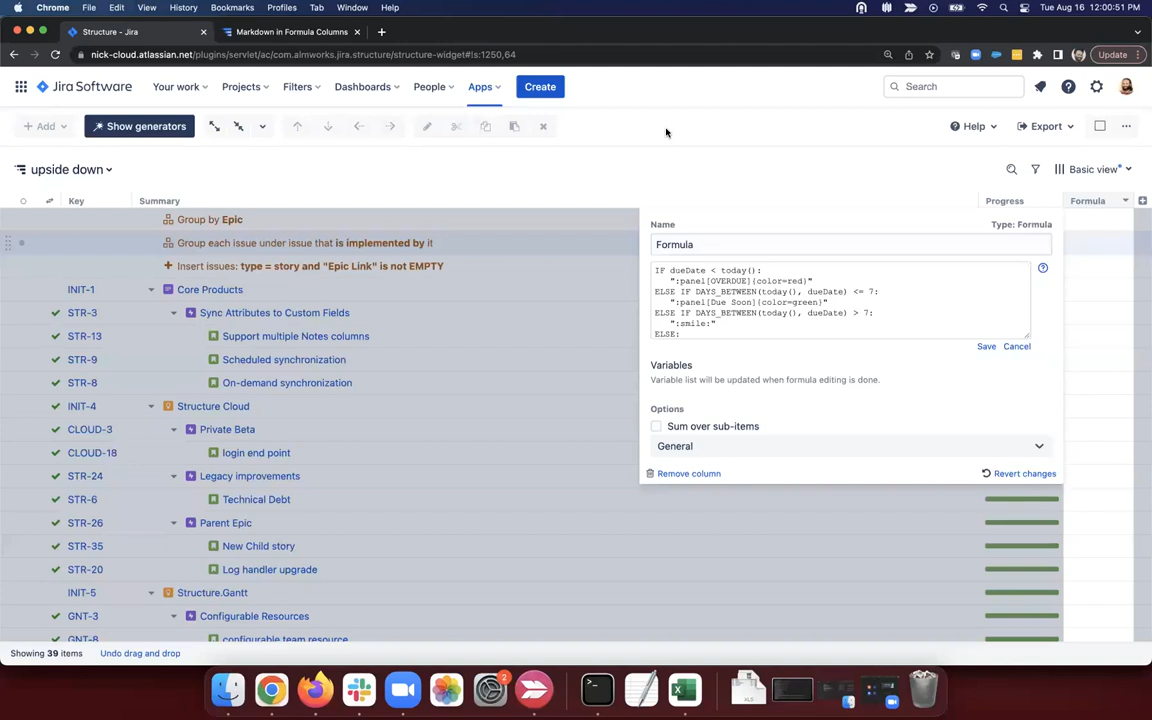 Chrome File Edit View History Bookmarks Profiles Tab Window Help Tue Aug 16 12:00:51 PM
Structure - Jira Markdown in Formula Columns
nick-cloud.atlassian.net/plugins/servlet/ac/com.almworks.jira.structure/structure-widget#!s:1250,64 Update
Jira Software Your work Projects Filters Dashboards People Apps Create Search
+ Add Show generators Help Export
upside down Basic view*
Key Summary Progress Formula
Group by Epic
Group each issue under issue that is implemented by it
Insert issues: type = story and "Epic Link" is not EMPTY
INIT-1 Core Products
STR-3 Sync Attributes to Custom Fields
STR-13 Support multiple Notes columns
STR-9 Scheduled synchronization
STR-8 On-demand synchronization
INIT-4 Structure Cloud
CLOUD-3 Private Beta
CLOUD-18 login end point
STR-24 Legacy improvements
STR-6 Technical Debt
STR-26 Parent Epic
STR-35 New Child story
STR-20 Log handler upgrade
INIT-5 Structure.Gantt
GNT-3 Configurable Resources
GNT-8 configurable team resource
Name Type: Formula
Formula
IF dueDate < today():
":panel[OVERDUE]{color=red}"
ELSE IF DAYS_BETWEEN(today(), dueDate) <= 7:
":panel[Due Soon]{color=green}"
ELSE IF DAYS_BETWEEN(today(), dueDate) > 7:
":smile:"
ELSE:
Save Cancel
Variables
Variable list will be updated when formula editing is done.
Options
Sum over sub-items
General
Remove column Revert changes
Showing 39 items Undo drag and drop
2
XLS